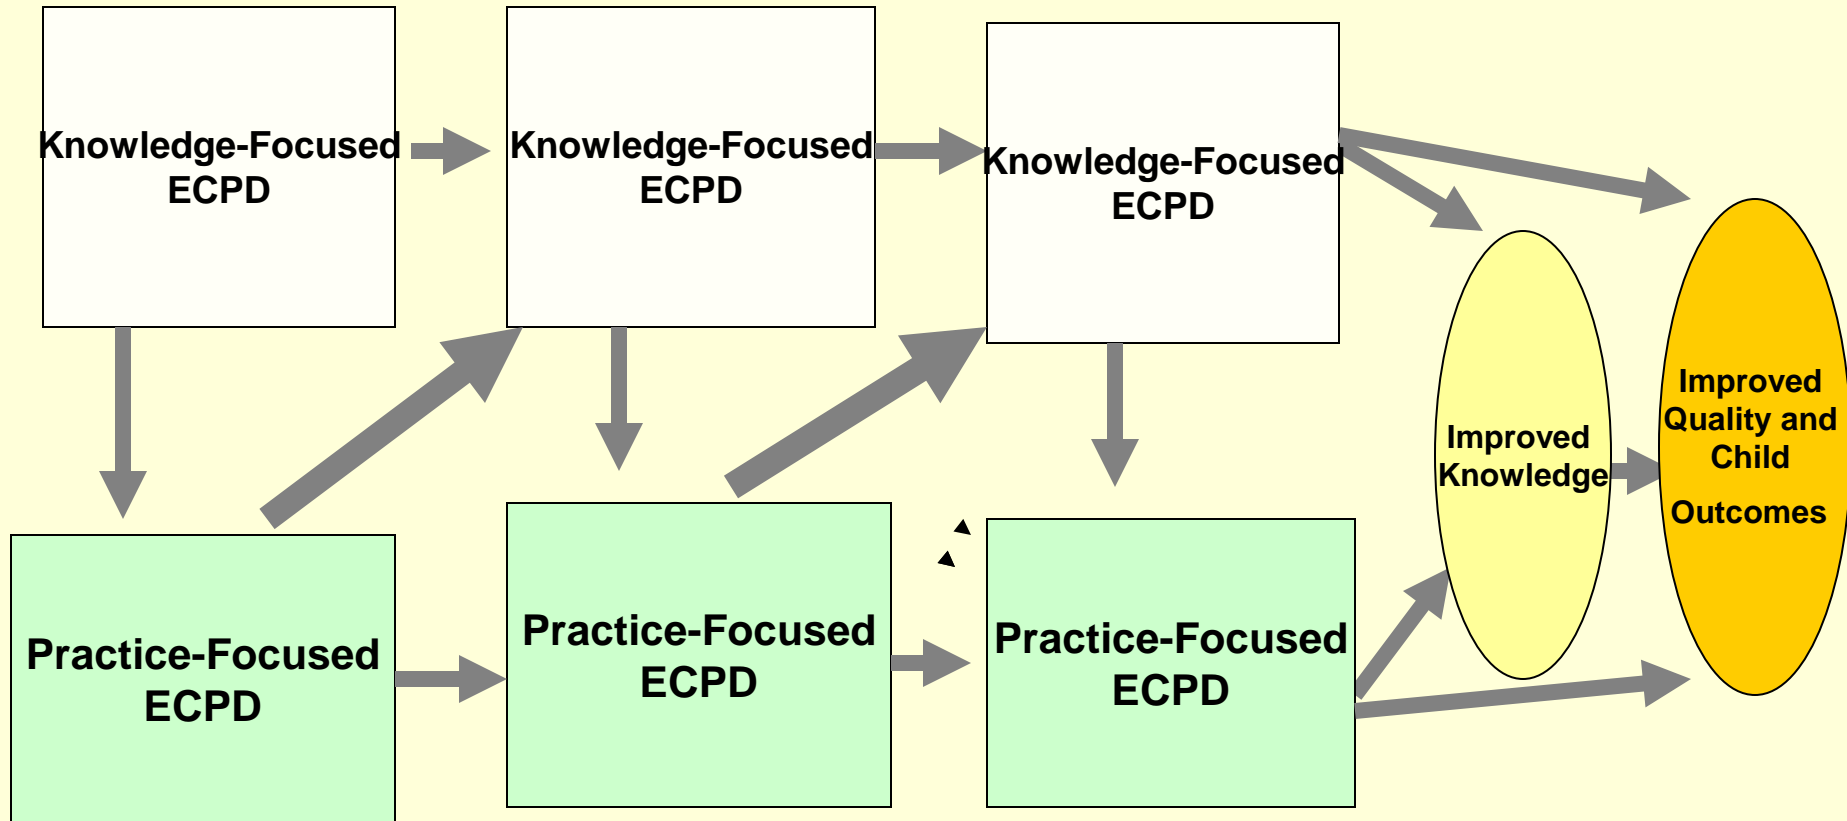 Knowledge-Focused
ECPD
Knowledge-Focused
ECPD
Knowledge-Focused
ECPD
Improved
Knowledge
Improved
Quality and
Child
Outcomes
Practice-Focused
ECPD
Practice-Focused
ECPD
Practice-Focused
ECPD